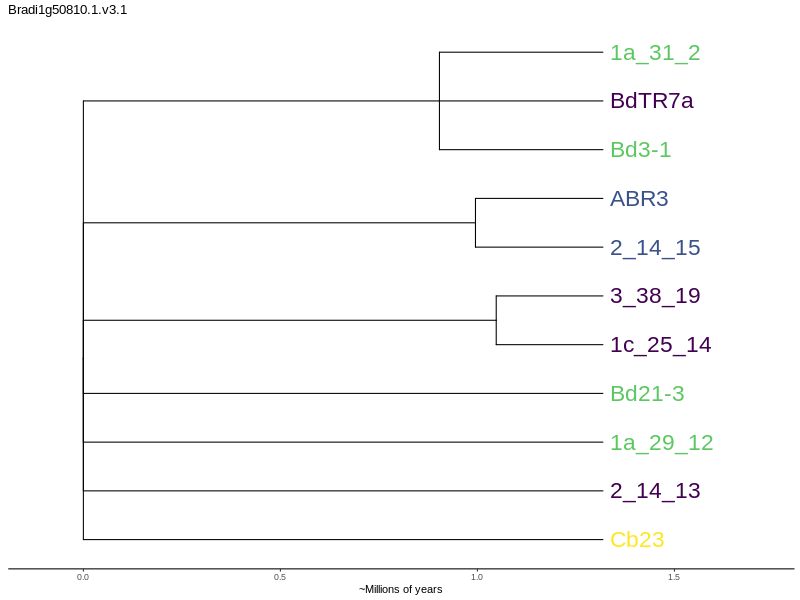 Bradi1g50810.1.v3.1
1a_31_2
BdTR7a
Bd3-1
ABR3
2_14_15
3_38_19
1c_25_14
Bd21-3
1a_29_12
2_14_13
Cb23
0.0 0.5 1.0 1.5
~Millions of years